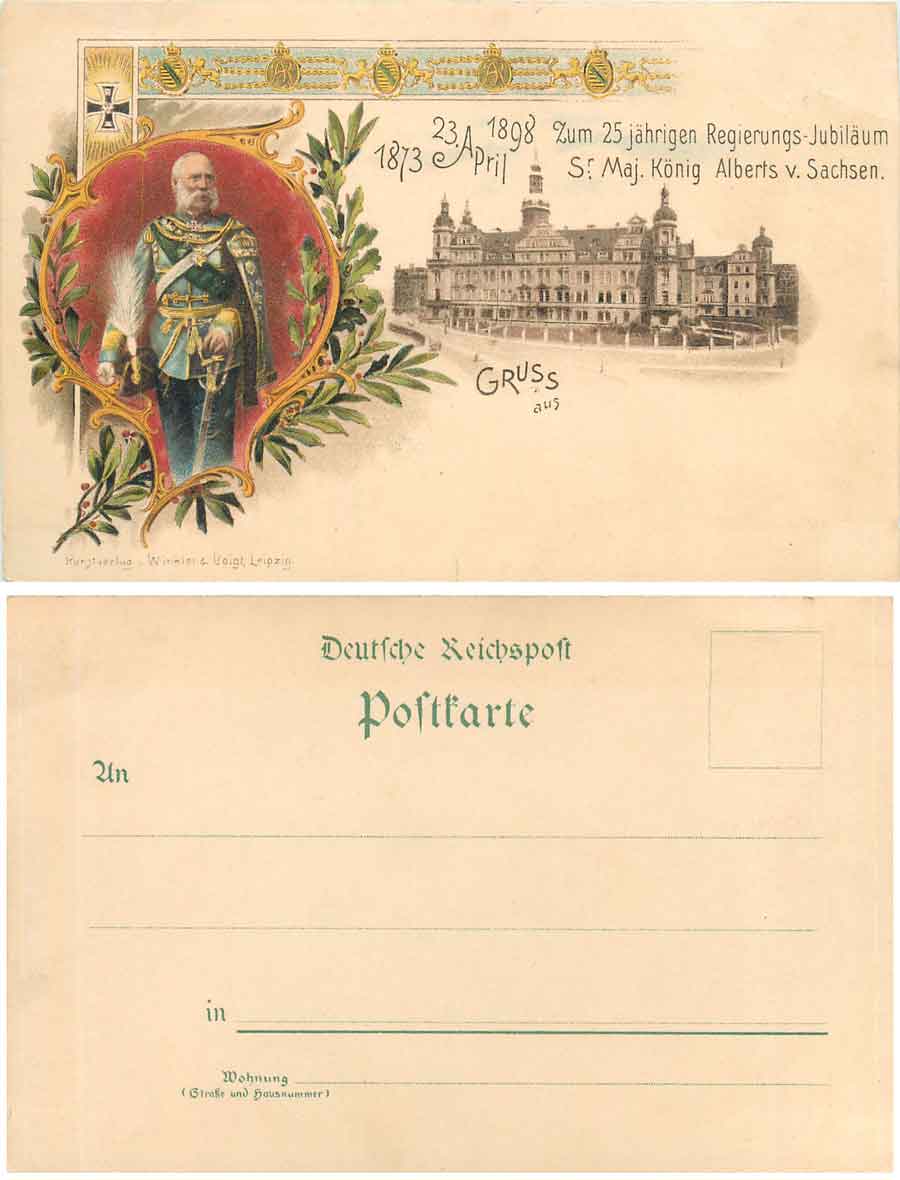 1873 23. April 1898
Zum 25 jährigen Regierungs-Jubiläum
Sr. Maj. König Alberts v. Sachsen.
GRUSS
aus
Kunstverlag v. Winkler & Voigt, Leipzig.
Deutſche Reichspoſt
Poſtkarte
An
in
Wohnung
(Straße und Hausnummer)